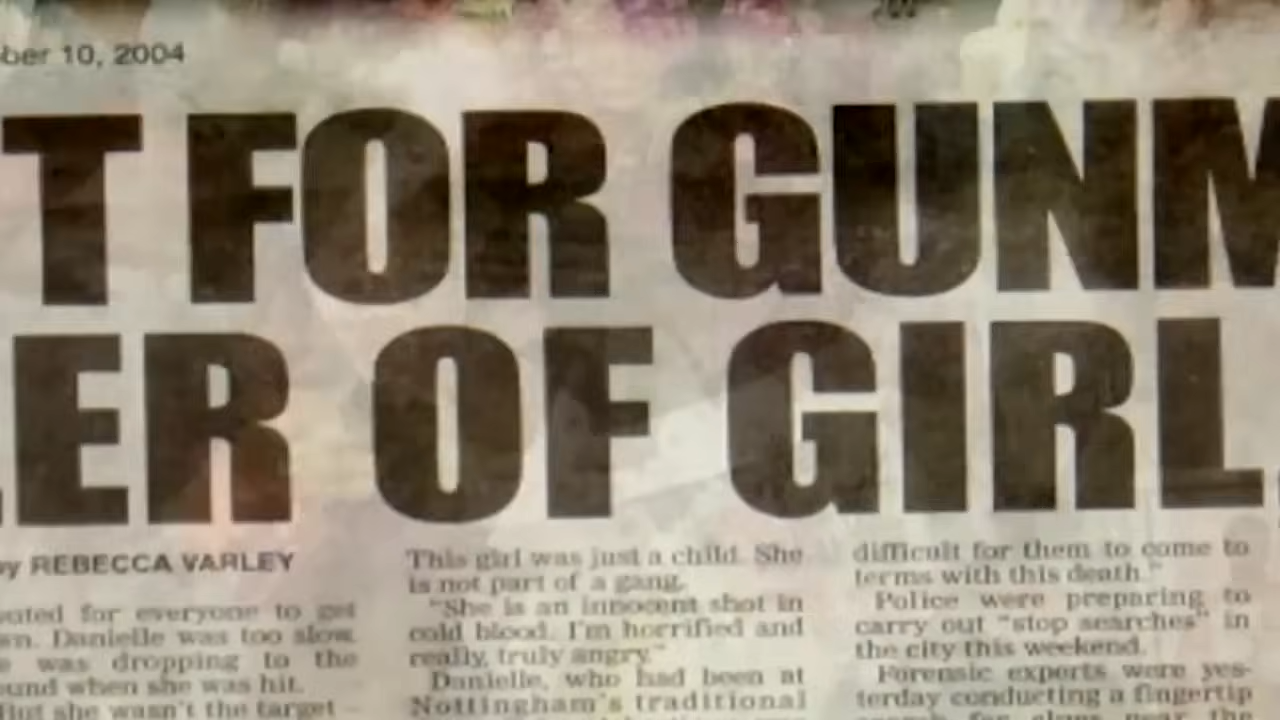 ber 10, 2004
T FOR GUNM
ER OF GIRL
by REBECCA VARLEY
everyone to get
Danielle was too slow
was dropping to the
when she was hit.
But she wasn't the target –
This girl was just a child. She
is not part of a gang.
"She is an innocent shot in
cold blood. I'm horrified and
really, truly angry."
Danielle, who had been at
Nottingham's traditional
difficult for them to come to
terms with this death."
Police were preparing to
carry out "stop searches" in
the city this weekend.
Forensic experts were yes-
terday conducting a fingertip